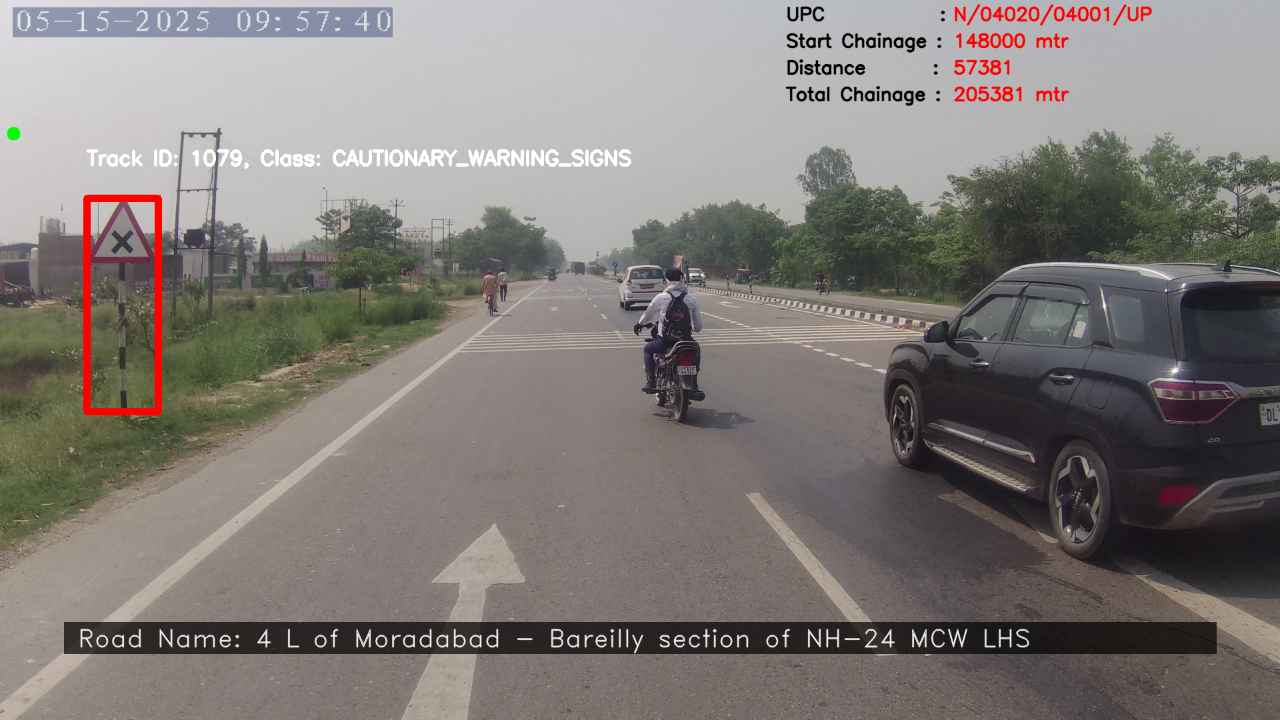 05-15-2025 09:57:40
UPC : N/04020/04001/UP
Start Chainage : 148000 mtr
Distance : 57381
Total Chainage : 205381 mtr
Track ID: 1079, Class: CAUTIONARY_WARNING_SIGNS
DL
Road Name: 4 L of Moradabad - Bareilly section of NH-24 MCW LHS